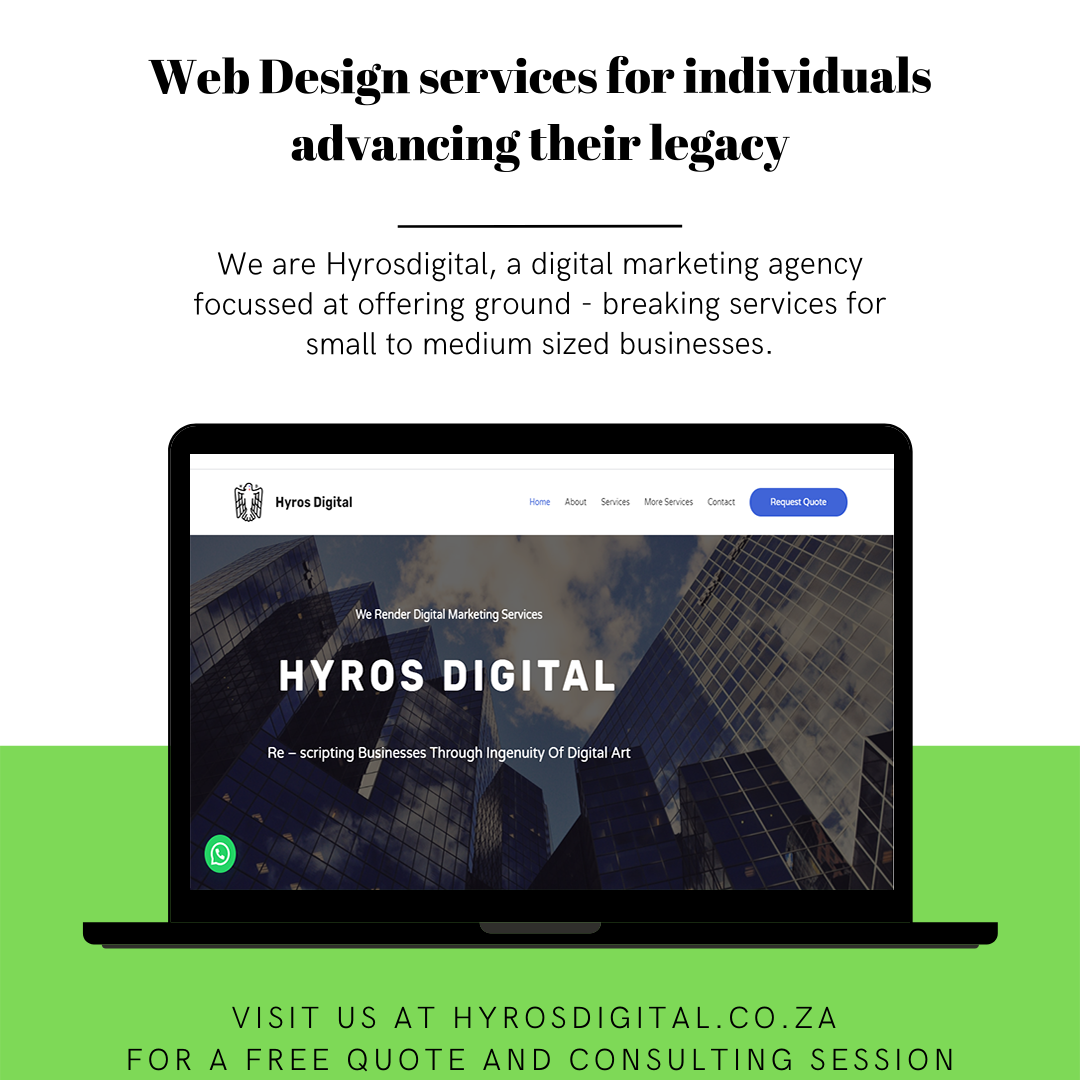 Web Design services for individuals
advancing their legacy
We are Hyrosdigital, a digital marketing agency
focussed at offering ground - breaking services for
small to medium sized businesses.
Hyros Digital
Home About Services More Services Contact Request Quote
We Render Digital Marketing Services
HYROS DIGITAL
Re – scripting Businesses Through Ingenuity Of Digital Art
VISIT US AT HYROSDIGITAL.CO.ZA
FOR A FREE QUOTE AND CONSULTING SESSION